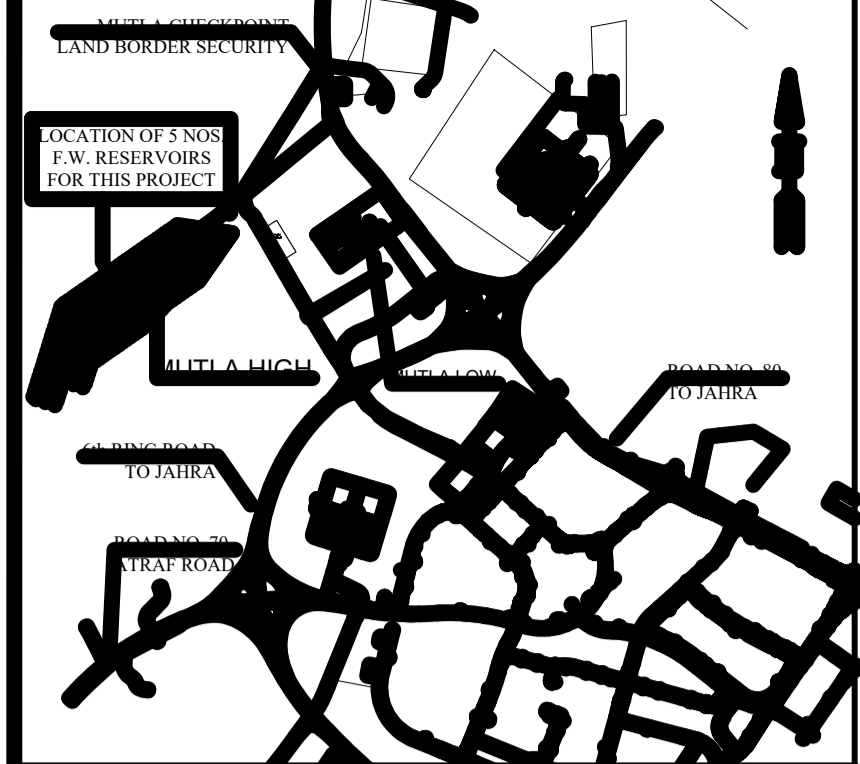 MUTLA CHECKPOINT
LAND BORDER SECURITY
LOCATION OF 5 NOS.
F.W. RESERVOIRS
FOR THIS PROJECT
MUTLA HIGH
MUTLA LOW
ROAD NO. 80
TO JAHRA
6th RING ROAD
TO JAHRA
ROAD NO. 70
ATRAF ROAD